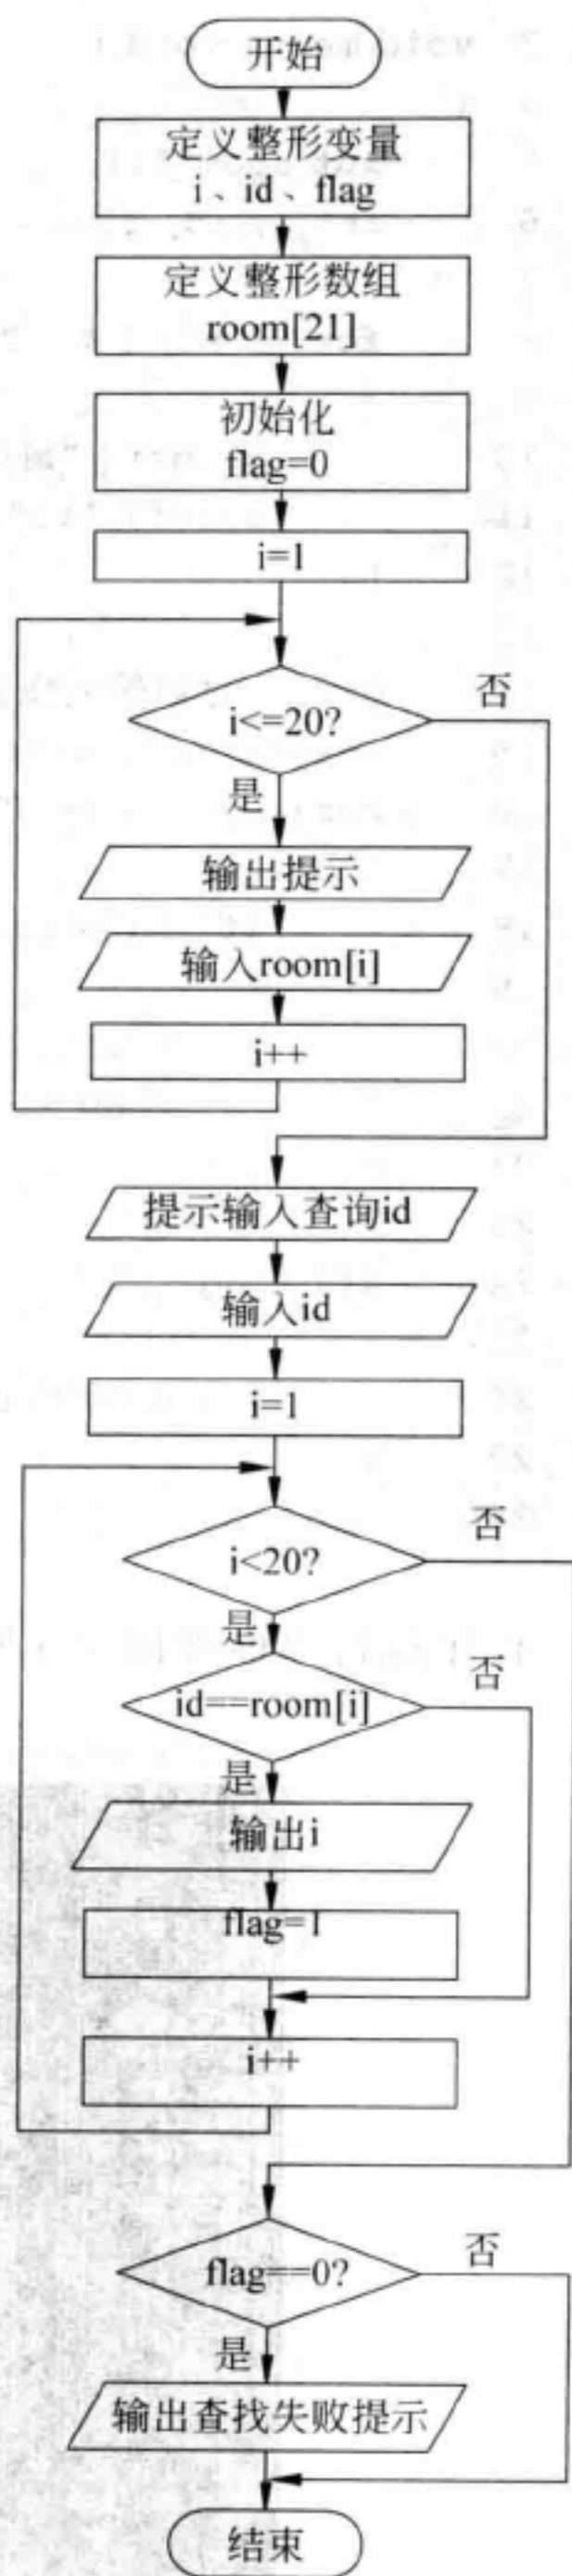 开始
定义整形变量
i、id、flag
定义整形数组
room[21]
初始化
flag=0
i=1
i<=20?
否
是
输出提示
输入room[i]
i++
提示输入查询id
输入id
i=1
i<20?
否
是
id==room[i]
否
是
输出i
flag=1
i++
flag==0?
否
是
输出查找失败提示
结束